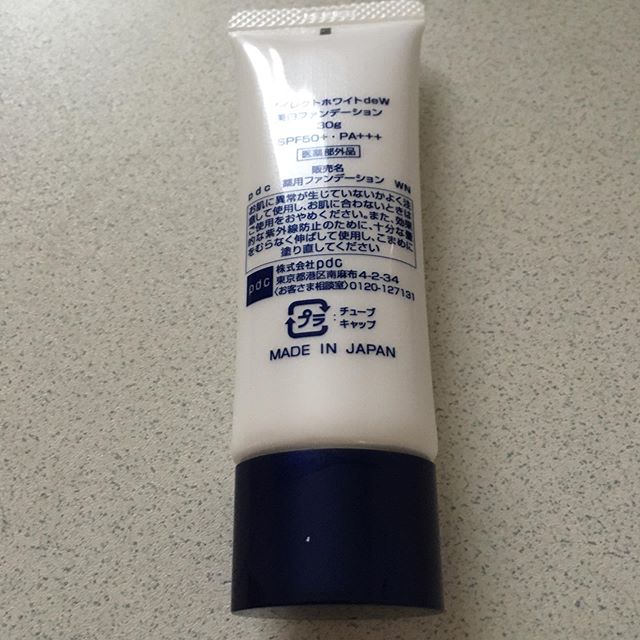 レクトホワイトdeW
美白ファンデーション
30g
SPF50+・PA+++
医薬部外品
販売名
pdc 薬用ファンデーション WN
お肌に異常が生じていないかよく注
意して使用し、お肌に合わないときは
ご使用をおやめください。また、効果
的な紫外線防止のために、十分な量
をむらなく伸ばして使用し、こまめに
塗り直してください
pdc
株式会社pdc
東京都港区南麻布4-2-34
〈お客さま相談室〉0120-127131
プラ
:チューブ
キャップ
MADE IN JAPAN